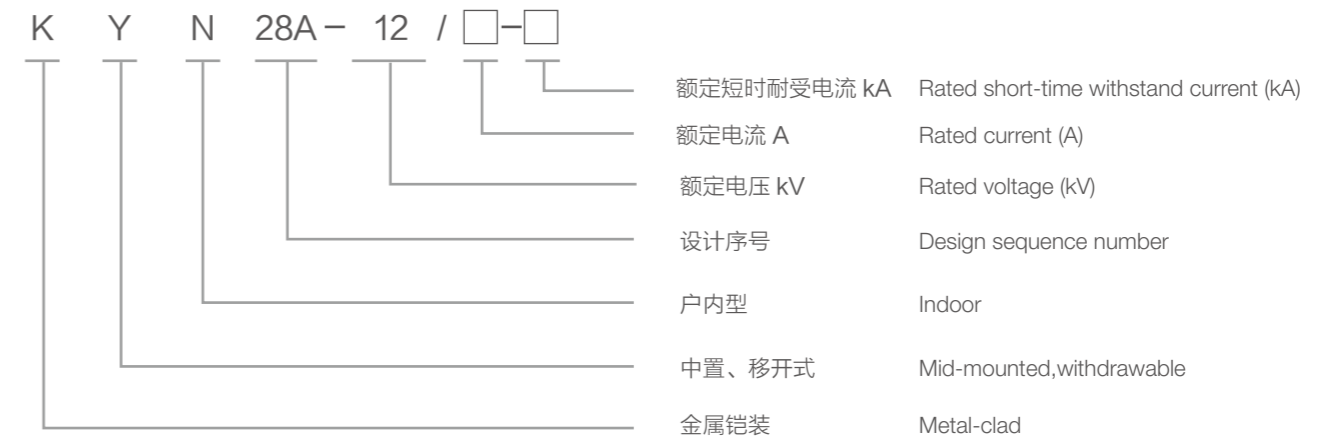 K Y N 28A－ 12 / □－□
额定短时耐受电流 kA Rated short-time withstand current (kA)
额定电流 A Rated current (A)
额定电压 kV Rated voltage (kV)
设计序号 Design sequence number
户内型 Indoor
中置、移开式 Mid-mounted,withdrawable
金属铠装 Metal-clad